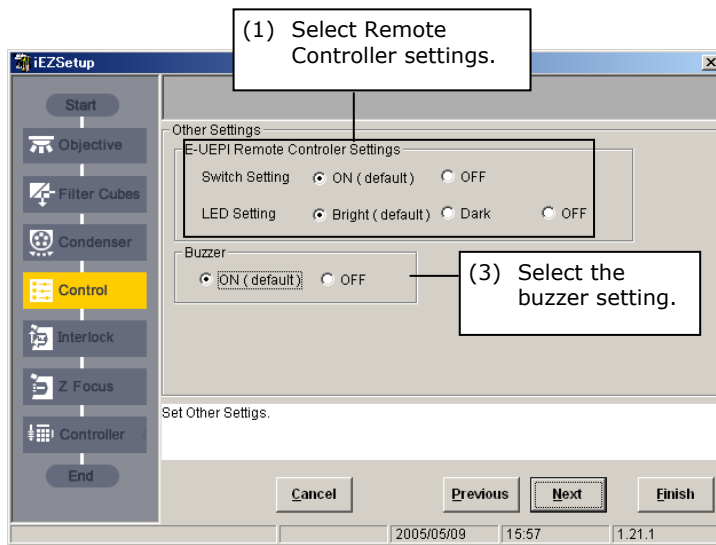 (1) Select Remote
Controller settings.
iEZSetup
Start
Objective
Filter Cubes
Condenser
Control
Interlock
Z Focus
Controller
End
Other Settings
E-UEPI Remote Controler Settings
Switch Setting ON ( default ) OFF
LED Setting Bright ( default ) Dark OFF
Buzzer
ON ( default ) OFF
(3) Select the
buzzer setting.
Set Other Settigs.
Cancel Previous Next Finish
2005/05/09 15:57 1.21.1